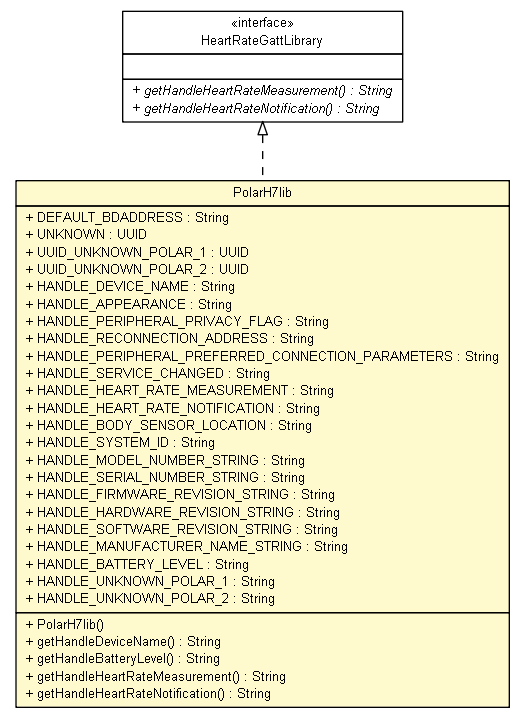 «interface»
HeartRateGattLibrary
+ getHandleHeartRateMeasurement() : String
+ getHandleHeartRateNotification() : String
PolarH7lib
+ DEFAULT_BDADDRESS : String
+ UNKNOWN : UUID
+ UUID_UNKNOWN_POLAR_1 : UUID
+ UUID_UNKNOWN_POLAR_2 : UUID
+ HANDLE_DEVICE_NAME : String
+ HANDLE_APPEARANCE : String
+ HANDLE_PERIPHERAL_PRIVACY_FLAG : String
+ HANDLE_RECONNECTION_ADDRESS : String
+ HANDLE_PERIPHERAL_PREFERRED_CONNECTION_PARAMETERS : String
+ HANDLE_SERVICE_CHANGED : String
+ HANDLE_HEART_RATE_MEASUREMENT : String
+ HANDLE_HEART_RATE_NOTIFICATION : String
+ HANDLE_BODY_SENSOR_LOCATION : String
+ HANDLE_SYSTEM_ID : String
+ HANDLE_MODEL_NUMBER_STRING : String
+ HANDLE_SERIAL_NUMBER_STRING : String
+ HANDLE_FIRMWARE_REVISION_STRING : String
+ HANDLE_HARDWARE_REVISION_STRING : String
+ HANDLE_SOFTWARE_REVISION_STRING : String
+ HANDLE_MANUFACTURER_NAME_STRING : String
+ HANDLE_BATTERY_LEVEL : String
+ HANDLE_UNKNOWN_POLAR_1 : String
+ HANDLE_UNKNOWN_POLAR_2 : String
+ PolarH7lib()
+ getHandleDeviceName() : String
+ getHandleBatteryLevel() : String
+ getHandleHeartRateMeasurement() : String
+ getHandleHeartRateNotification() : String